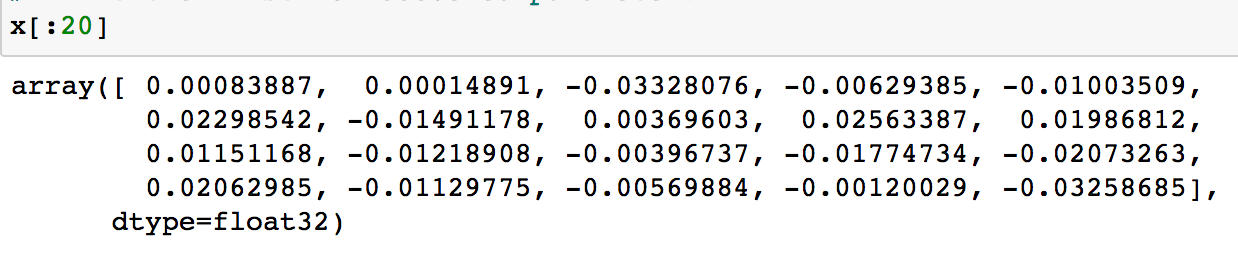 x[:20]
array([ 0.00083887,  0.00014891, -0.03328076, -0.00629385, -0.01003509,
        0.02298542, -0.01491178,  0.00369603,  0.02563387,  0.01986812,
        0.01151168, -0.01218908, -0.00396737, -0.01774734, -0.02073263,
        0.02062985, -0.01129775, -0.00569884, -0.00120029, -0.03258685],
      dtype=float32)